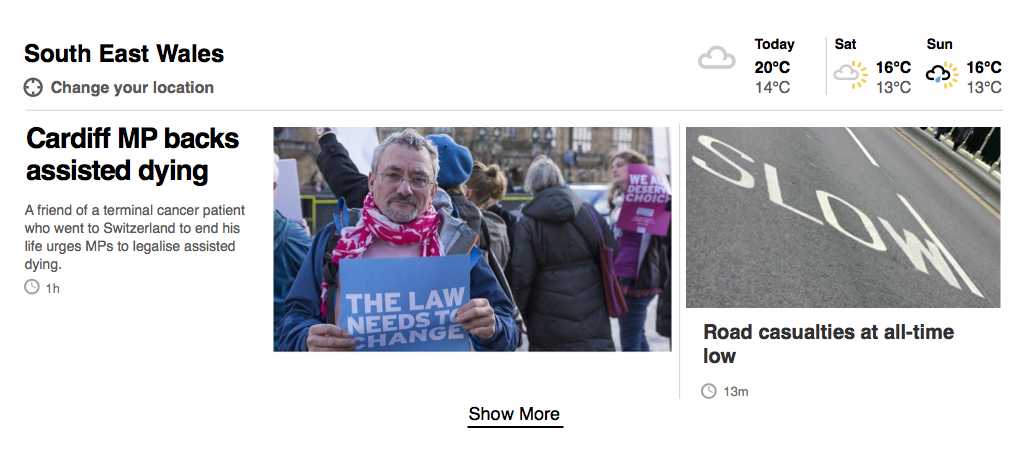 South East Wales
Change your location
Today
20°C
14°C
Sat
16°C
13°C
Sun
16°C
13°C
Cardiff MP backs
assisted dying
A friend of a terminal cancer patient
who went to Switzerland to end his
life urges MPs to legalise assisted
dying.
1h
THE LAW
NEEDS TO
CHANGE
WE ALL
DESERVE
CHOICE
SLOW
Road casualties at all-time
low
13m
Show More